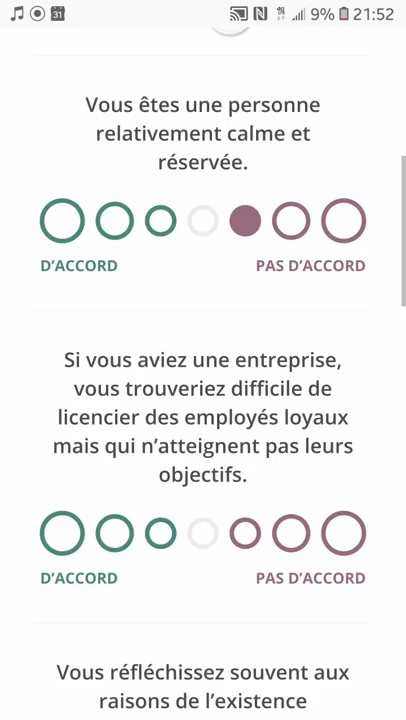 31 9% 21:52
Vous êtes une personne
relativement calme et
réservée.
D'ACCORD PAS D'ACCORD
Si vous aviez une entreprise,
vous trouveriez difficile de
licencier des employés loyaux
mais qui n'atteignent pas leurs
objectifs.
D'ACCORD PAS D'ACCORD
Vous réfléchissez souvent aux
raisons de l'existence